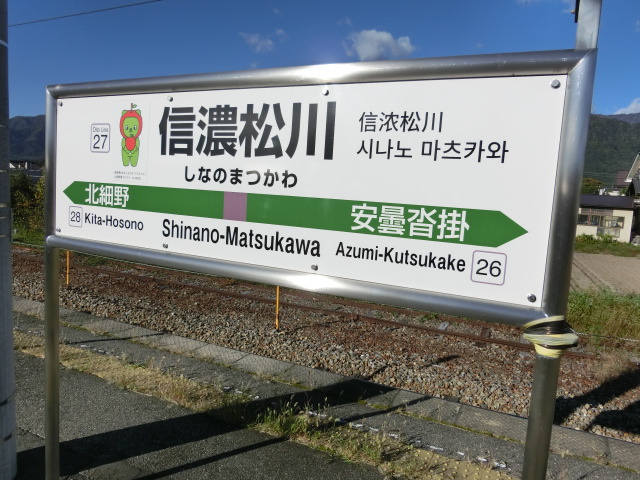 Oito Line
27
信濃松川
しなのまつかわ
信浓松川
시나노 마츠카와
北細野
安曇沓掛
28
Kita-Hosono
Shinano-Matsukawa
Azumi-Kutsukake
26